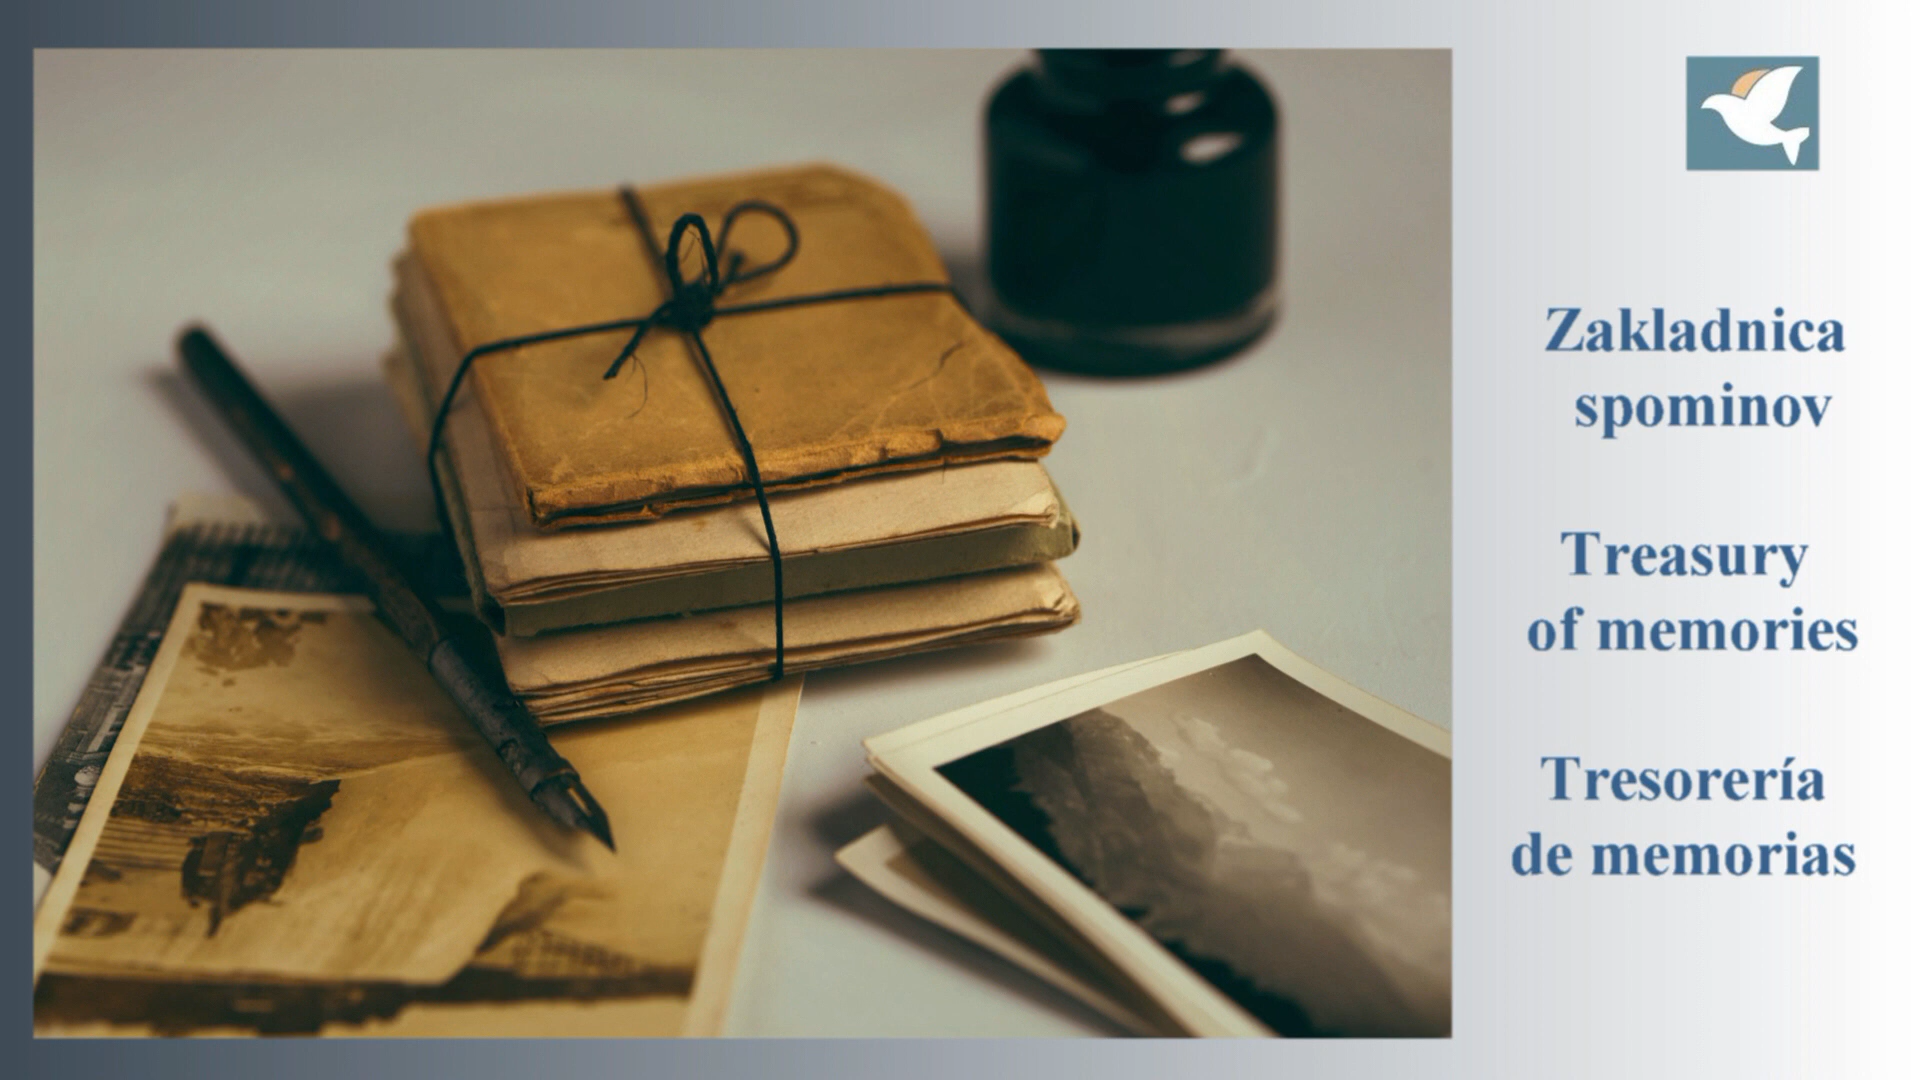 Zakladnica
spominov
Treasury
of memories
Tresorería
de memorias